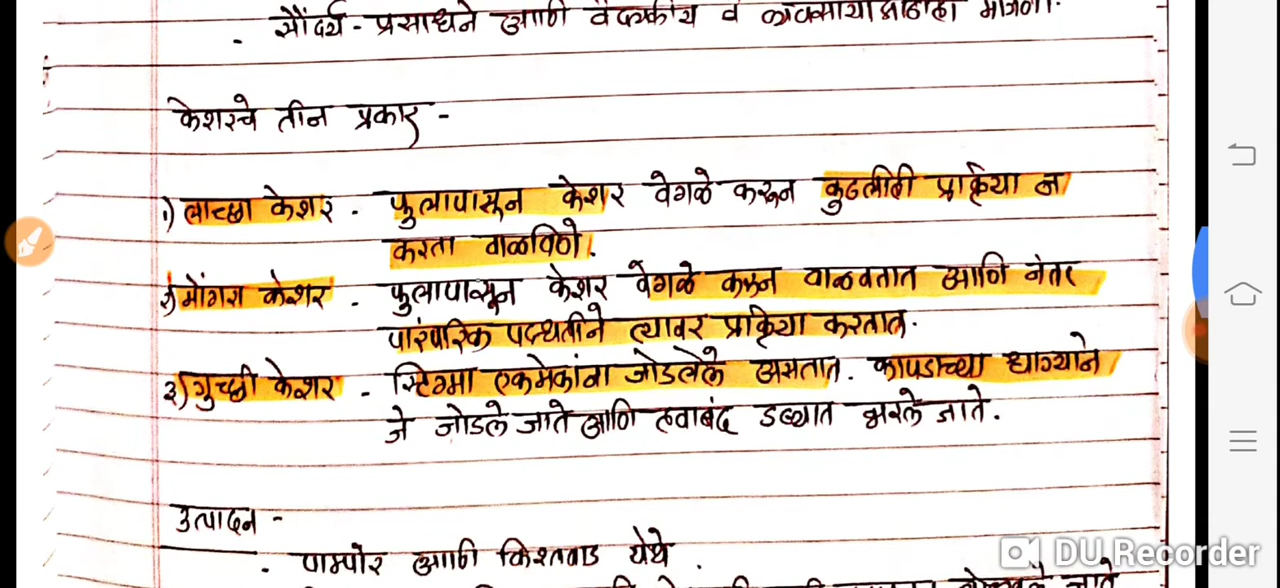 सौंदर्य - प्रसाधने आणि वैद्यकीय व
केशरचे तीन प्रकार -
१) लाच्छा केशर - फुलापासून केशर वेगळे करून कुठलीही प्रक्रिया न
करता वाळविणे.
२) मोंगरा केशर - फुलापासून केशर वेगळे करून वाळवतात आणि नंतर
पारंपरिक पद्धतीने त्यावर प्रक्रिया करतात.
३) गुच्छी केशर - स्टिग्मा एकमेकांना जोडलेले असतात. कापडाच्या धाग्याने
जे जोडले जाते आणि हवाबंद डब्यात भरले जाते.
उत्पादन -
पाम्पोर आणि किश्तवाड येथे.
DU Recorder